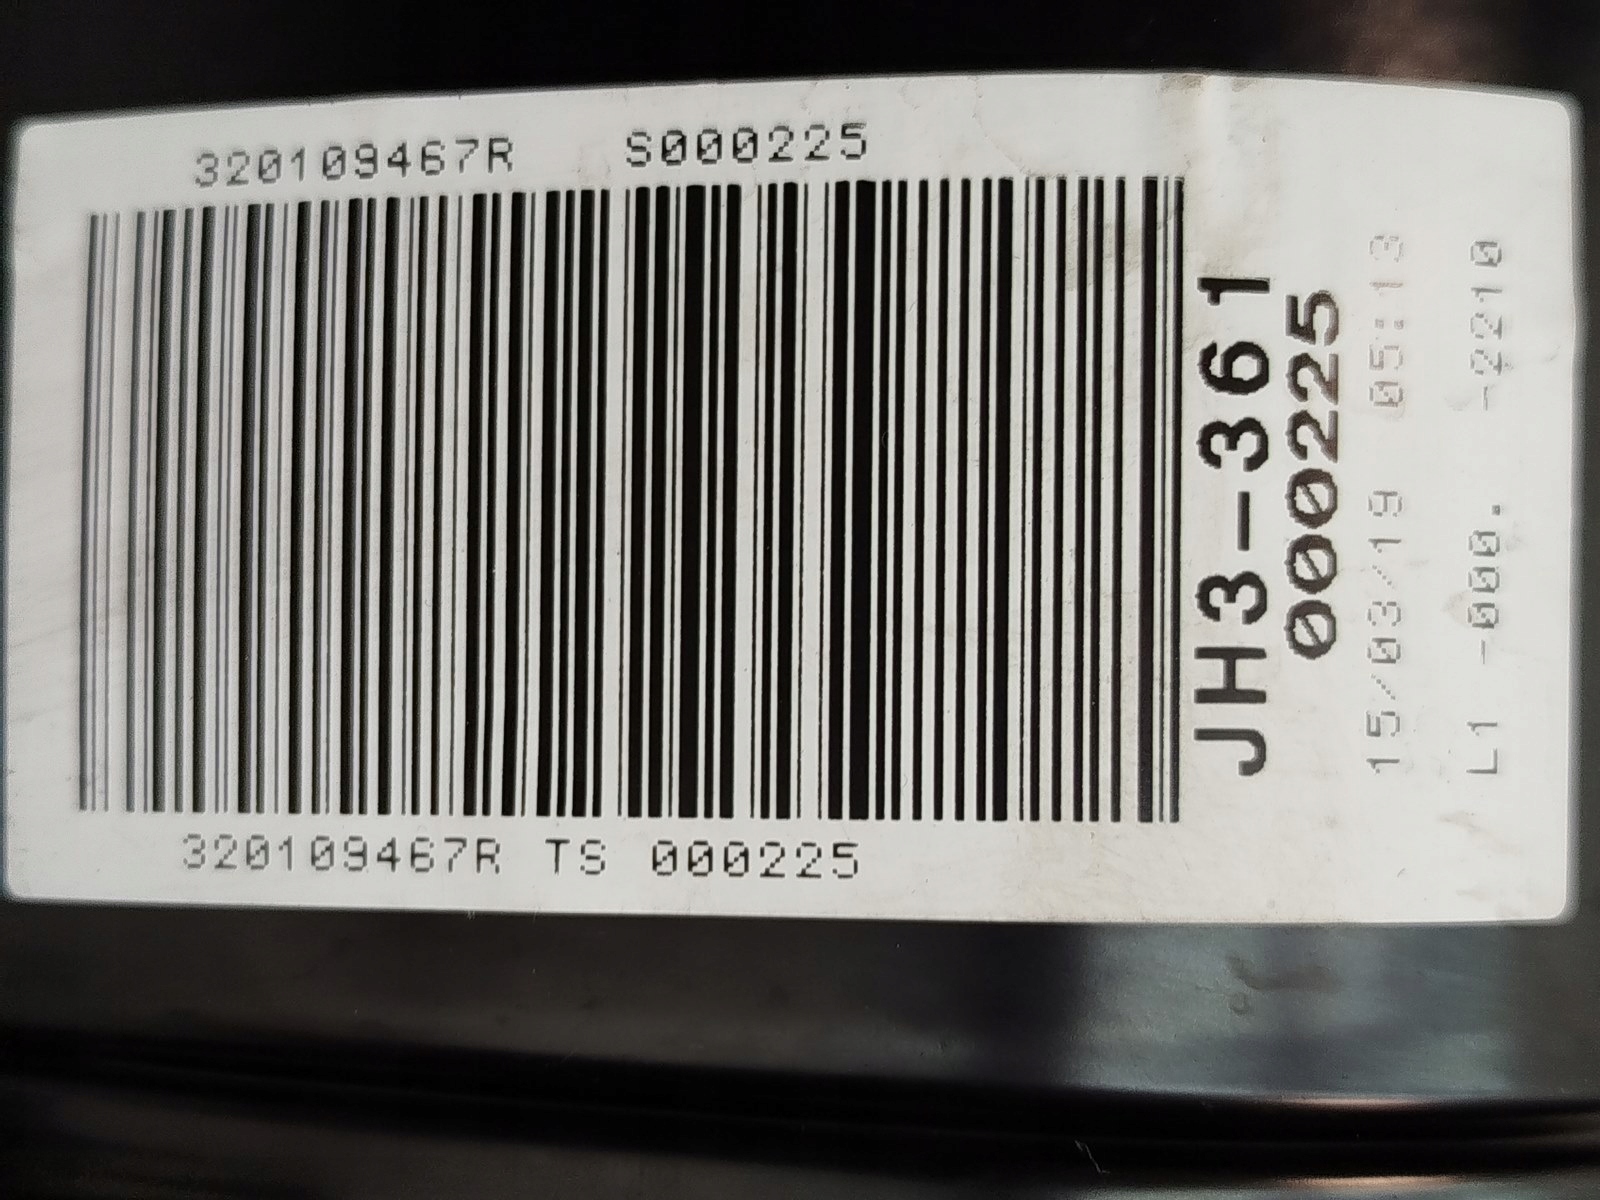 320109467R S000225
320109467R TS 000225
JH3-361
000225
15/03/19 05:13
L1 -000. -2210